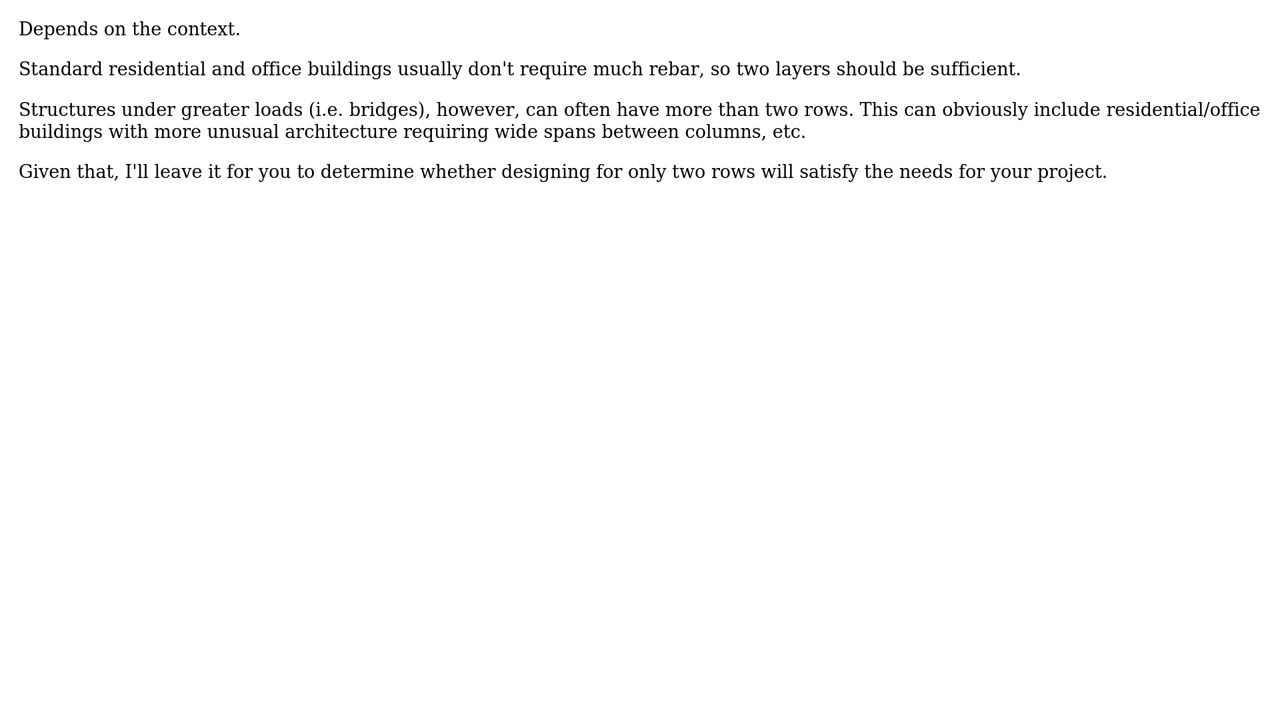 Depends on the context.
Standard residential and office buildings usually don't require much rebar, so two layers should be sufficient.
Structures under greater loads (i.e. bridges), however, can often have more than two rows. This can obviously include residential/office
buildings with more unusual architecture requiring wide spans between columns, etc.
Given that, I'll leave it for you to determine whether designing for only two rows will satisfy the needs for your project.